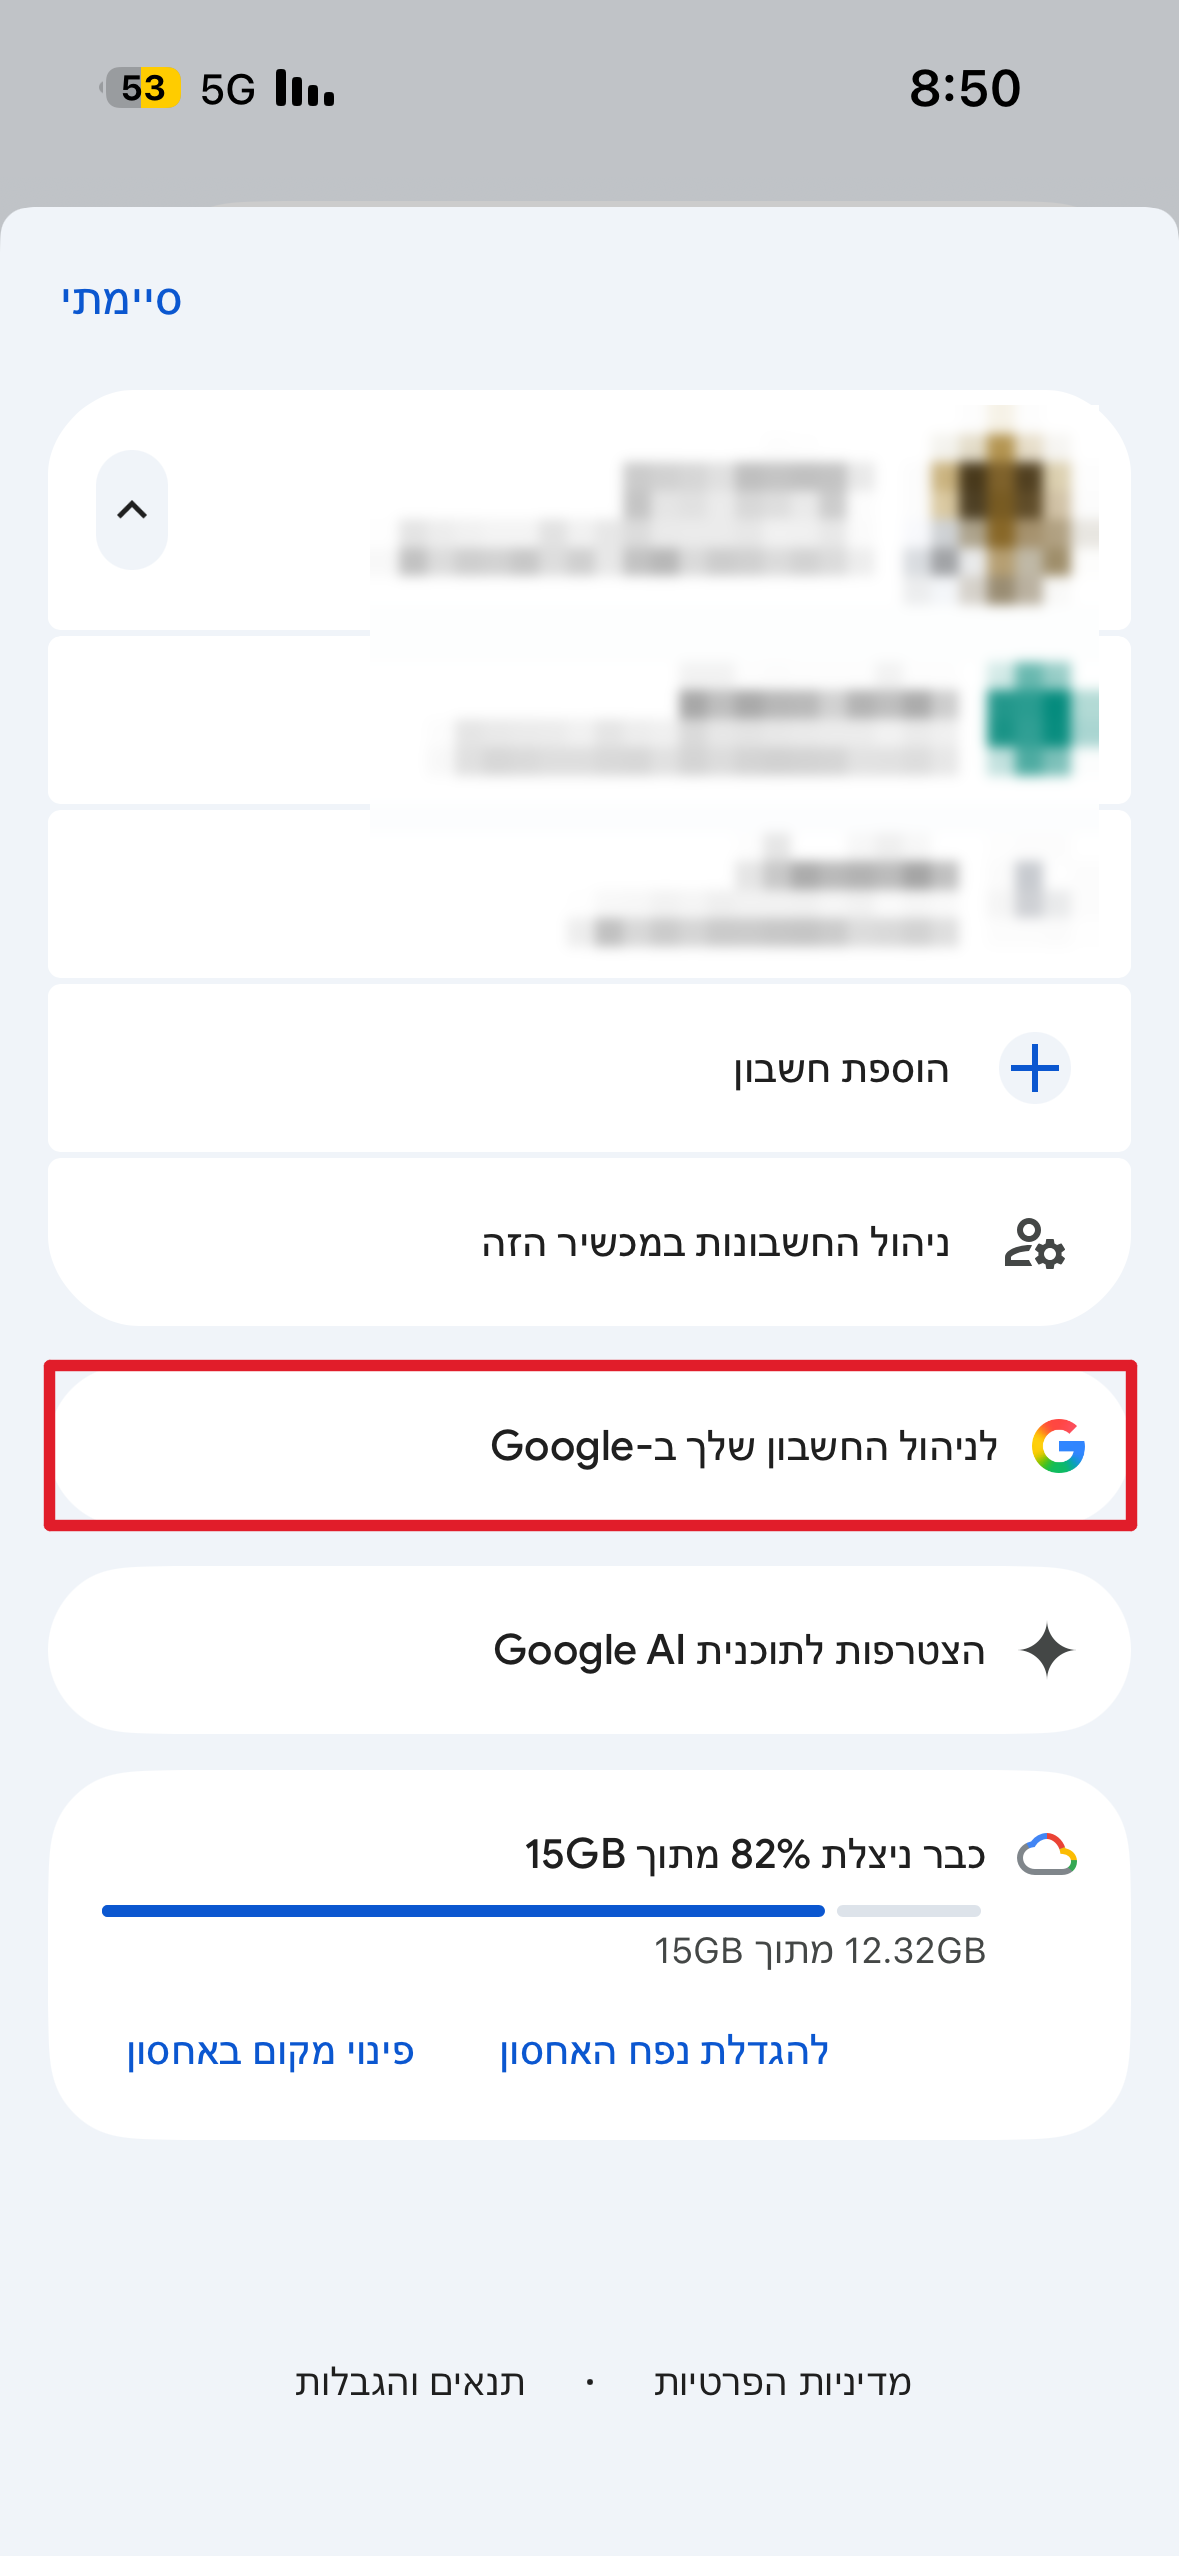 53 5G 8:50
סיימתי
הוספת חשבון
ניהול החשבונות במכשיר הזה
לניהול החשבון שלך ב-Google
הצטרפות לתוכנית Google AI
כבר ניצלת 82% מתוך 15GB
12.32GB מתוך 15GB
להגדלת נפח האחסון פינוי מקום באחסון
מדיניות הפרטיות · תנאים והגבלות